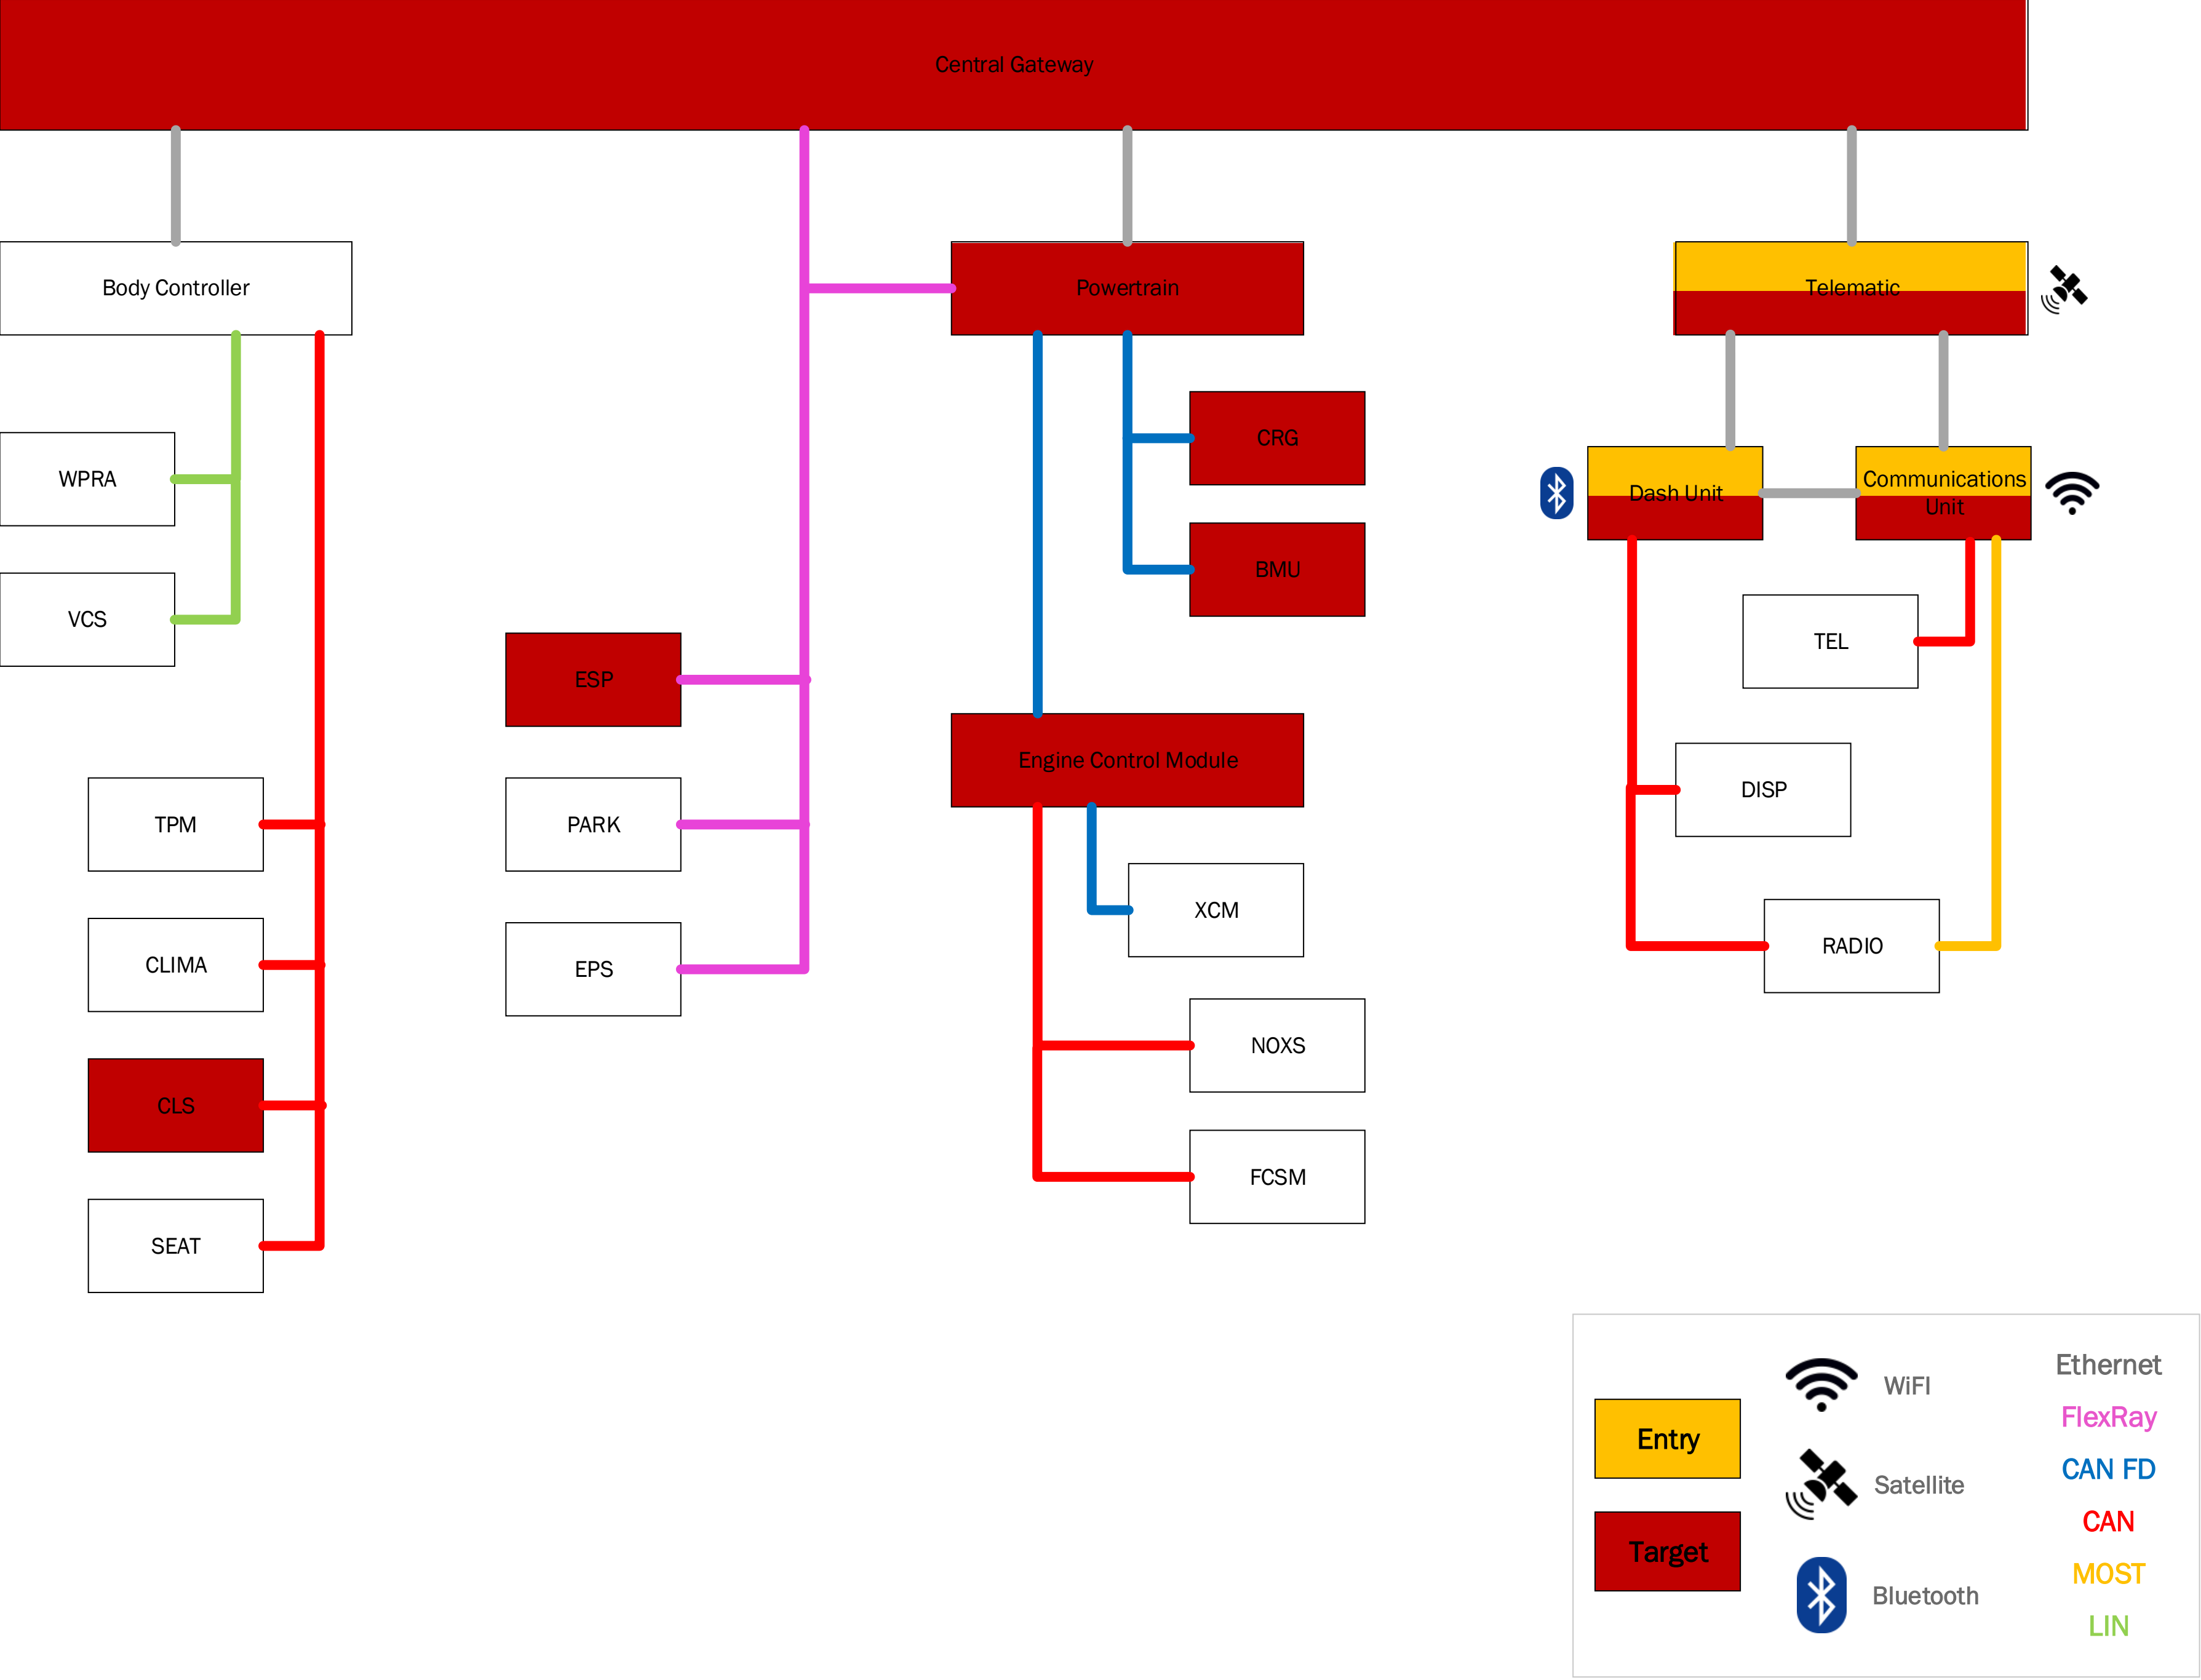 Central Gateway
Body Controller
Powertrain
Telematic
WPRA
CRG
Dash Unit
Communications
Unit
BMU
VCS
TEL
ESP
Engine Control Module
DISP
TPM
PARK
XCM
RADIO
CLIMA
EPS
NOXS
CLS
FCSM
SEAT
Entry
Target
WiFI
Satellite
Bluetooth
Ethernet
FlexRay
CAN FD
CAN
MOST
LIN